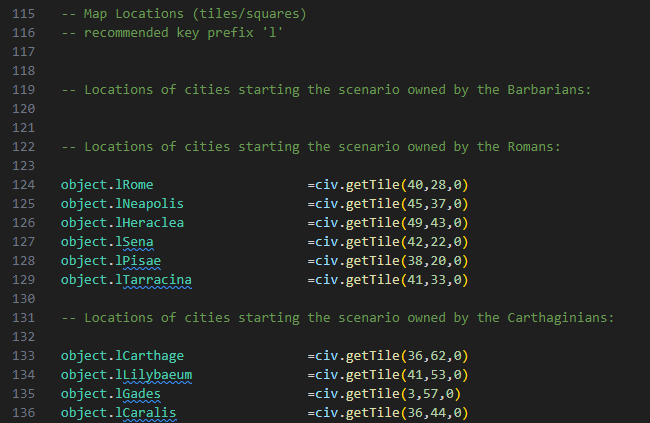 115 -- Map Locations (tiles/squares)
116 -- recommended key prefix 'l'
117
118
119 -- Locations of cities starting the scenario owned by the Barbarians:
120
121
122 -- Locations of cities starting the scenario owned by the Romans:
123
124 object.lRome =civ.getTile(40,28,0)
125 object.lNeapolis =civ.getTile(45,37,0)
126 object.lHeraclea =civ.getTile(49,43,0)
127 object.lSena =civ.getTile(42,22,0)
128 object.lPisae =civ.getTile(38,20,0)
129 object.lTarracina =civ.getTile(41,33,0)
130
131 -- Locations of cities starting the scenario owned by the Carthaginians:
132
133 object.lCarthage =civ.getTile(36,62,0)
134 object.lLilybaeum =civ.getTile(41,53,0)
135 object.lGades =civ.getTile(3,57,0)
136 object.lCaralis =civ.getTile(36,44,0)